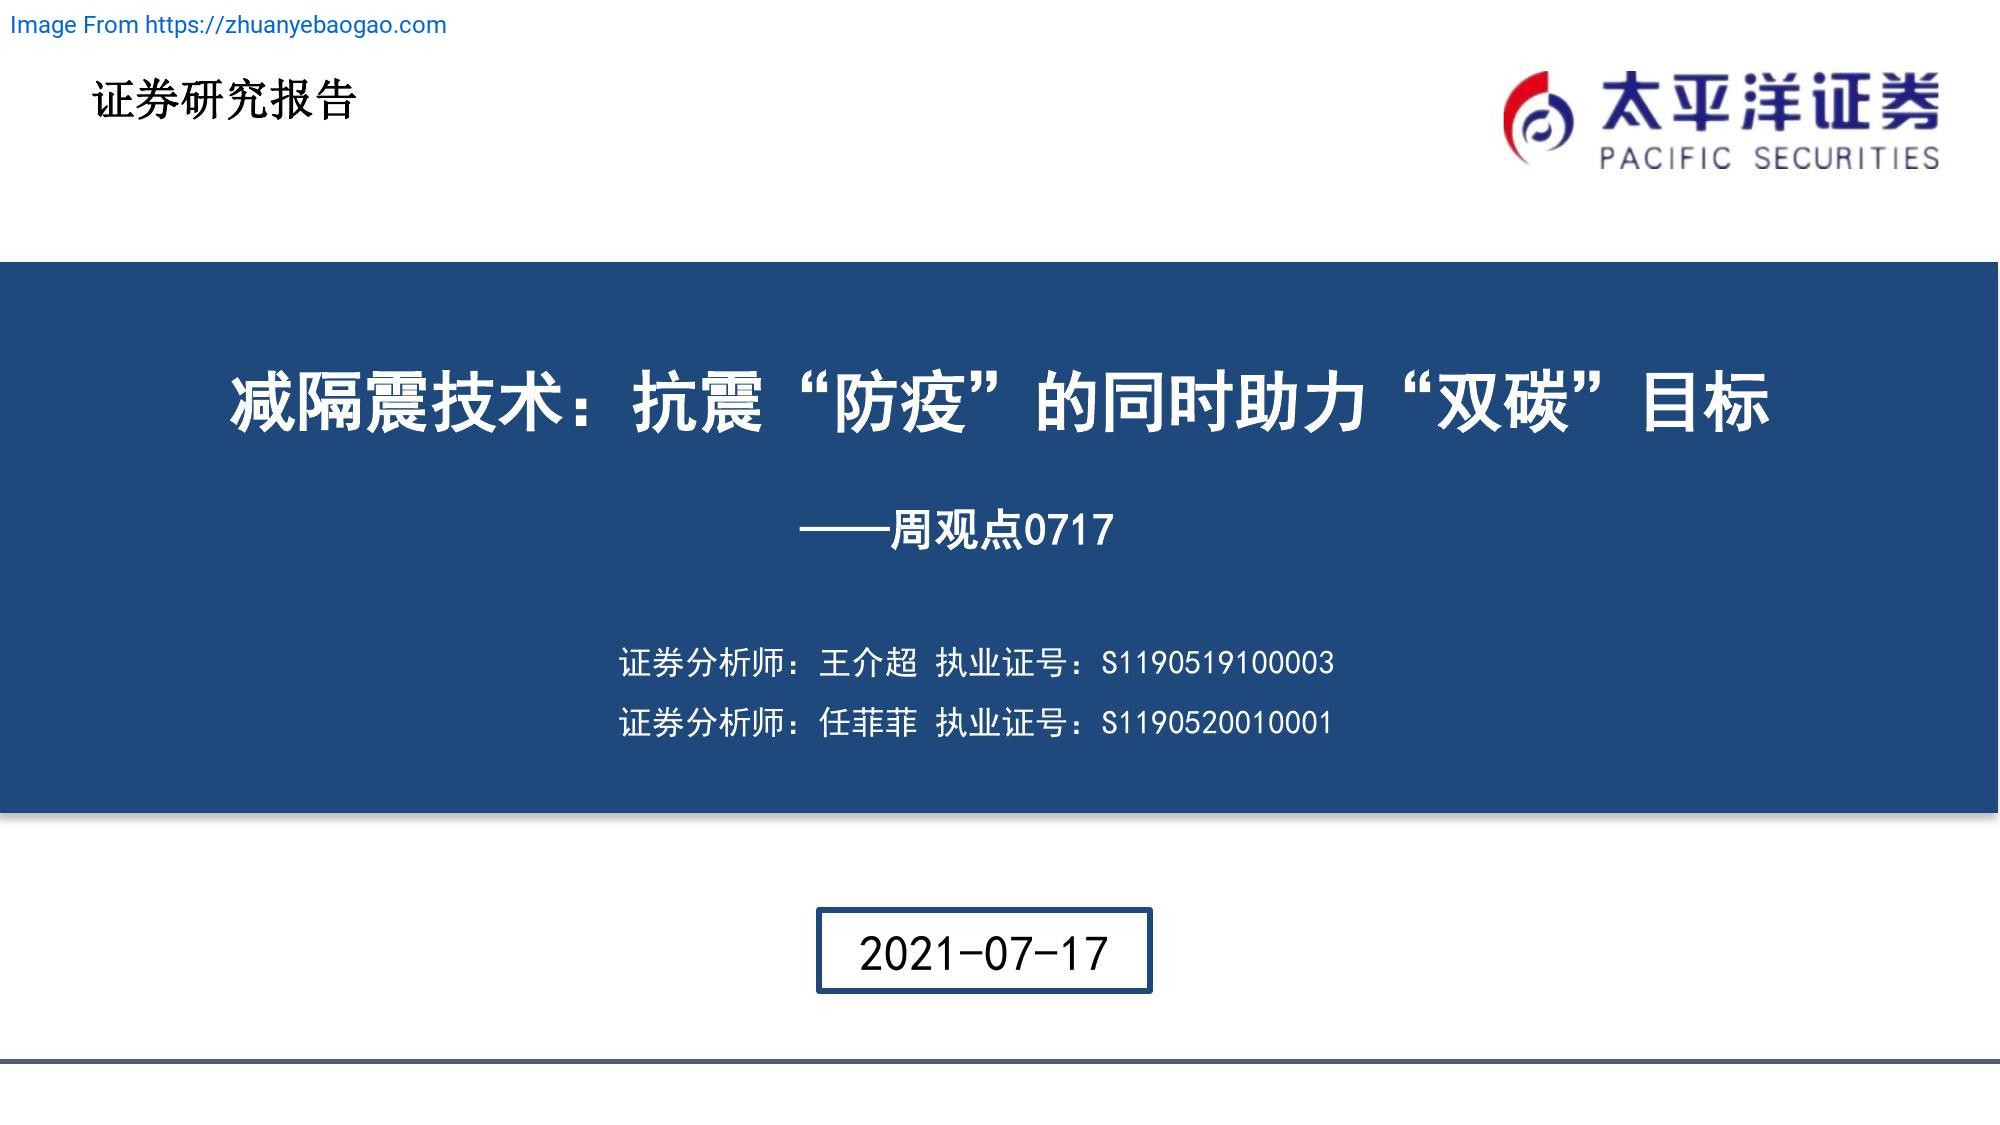 Image From https://zhuanyebaogao.com
证券研究报告
太平洋证券
PACIFIC SECURITIES
减隔震技术：抗震“防疫”的同时助力“双碳”目标
——周观点0717
证券分析师：王介超 执业证号：S1190519100003
证券分析师：任菲菲 执业证号：S1190520010001
2021-07-17